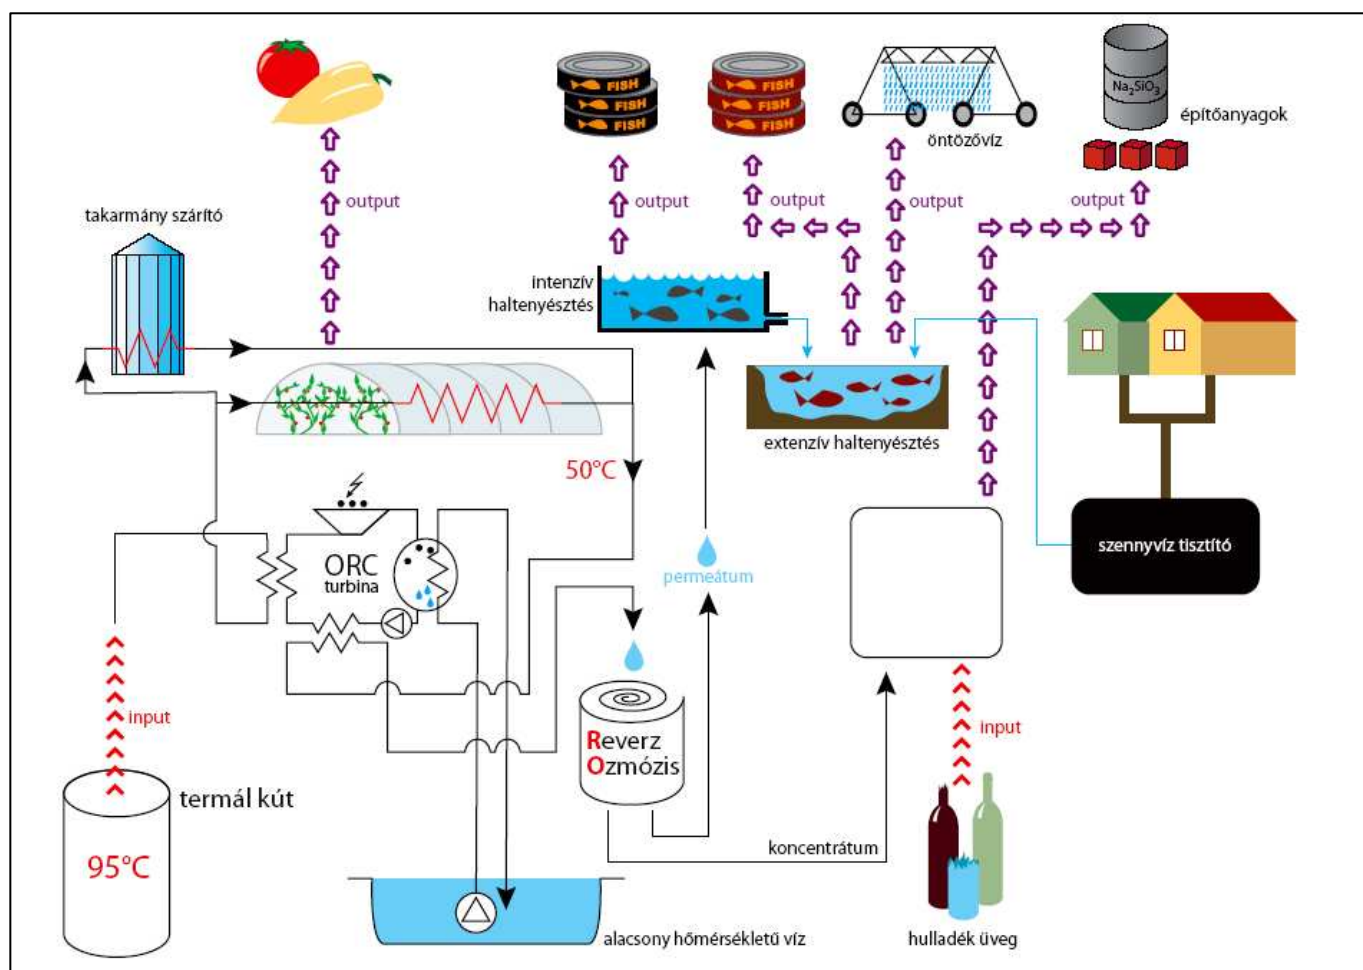 FISH
FISH
FISH
FISH
FISH
FISH
Na₂SiO₃
építőanyagok
öntözővíz
takarmány szárító
output
output
output
output
output
intenzív
haltenyésztés
extenzív haltenyésztés
50°C
ORC
turbina
permeátum
szennyvíz tisztító
input
input
Reverz
Ozmózis
termál kút
95°C
koncentrátum
alacsony hőmérsékletű víz
hulladék üveg